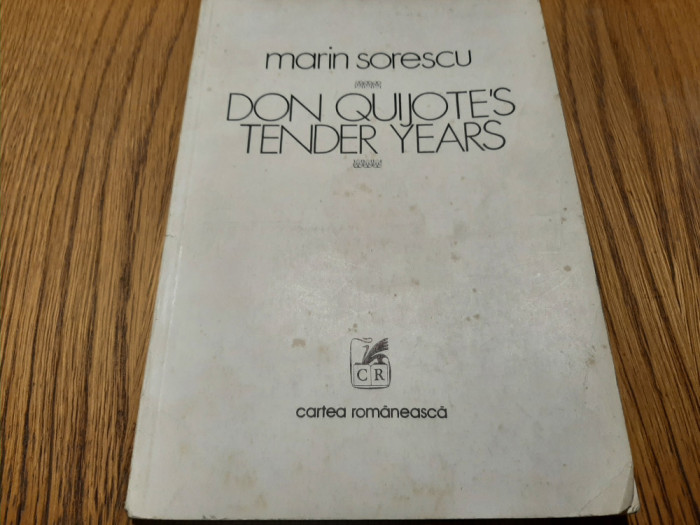 marin sorescu
DON QUIJOTE'S
TENDER YEARS
CR
cartea românească